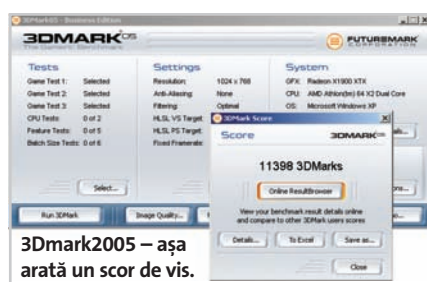 3DMark05 - Business Edition
3DMARK05
The Gamers' Benchmark
FUTUREMARK
CORPORATION
Tests
Settings
System
Game Test 1: Selected
Resolution: 1024 x 768
GFX: Radeon X1900 XTX
Game Test 2: Selected
Anti-Aliasing: None
CPU: AMD Athlon(tm) 64 X2 Dual Core
Game Test 3: Selected
Filtering: Optimal
OS: Microsoft Windows XP
CPU Tests: 0 of 2
HLSL VS Target:
Feature Tests: 0 of 5
HLSL PS Target:
Batch Size Tests: 0 of 6
Fixed Framerate:
Select...
Run 3DMark
Image Quality...
3DMark Score
Score
3DMARK05
11398 3DMarks
Online ResultBrowser
View your benchmark result details online
and compare to other 3DMark users scores
Details...
To Excel
Save as...
Close
3Dmark2005 – așa
arată un scor de vis.